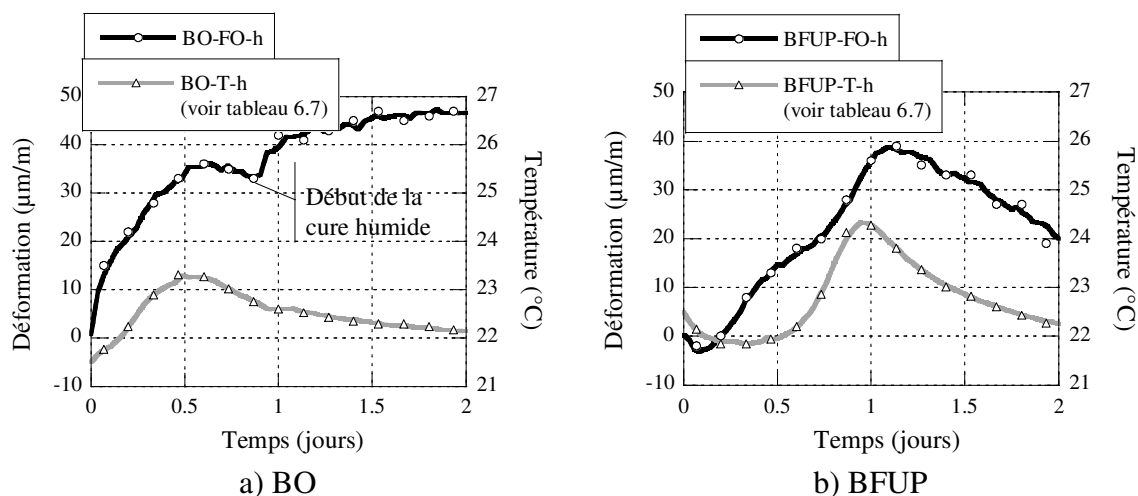 BO-FO-h
BO-T-h
(voir tableau 6.7)
50
40
30
20
10
0
-10
Déformation (µm/m)
27
26
25
24
23
22
21
Température (°C)
Début de la
cure humide
0
0.5
1
1.5
2
Temps (jours)
a) BO
BFUP-FO-h
BFUP-T-h
(voir tableau 6.7)
50
40
30
20
10
0
-10
Déformation (µm/m)
27
26
25
24
23
22
21
Température (°C)
0
0.5
1
1.5
2
Temps (jours)
b) BFUP